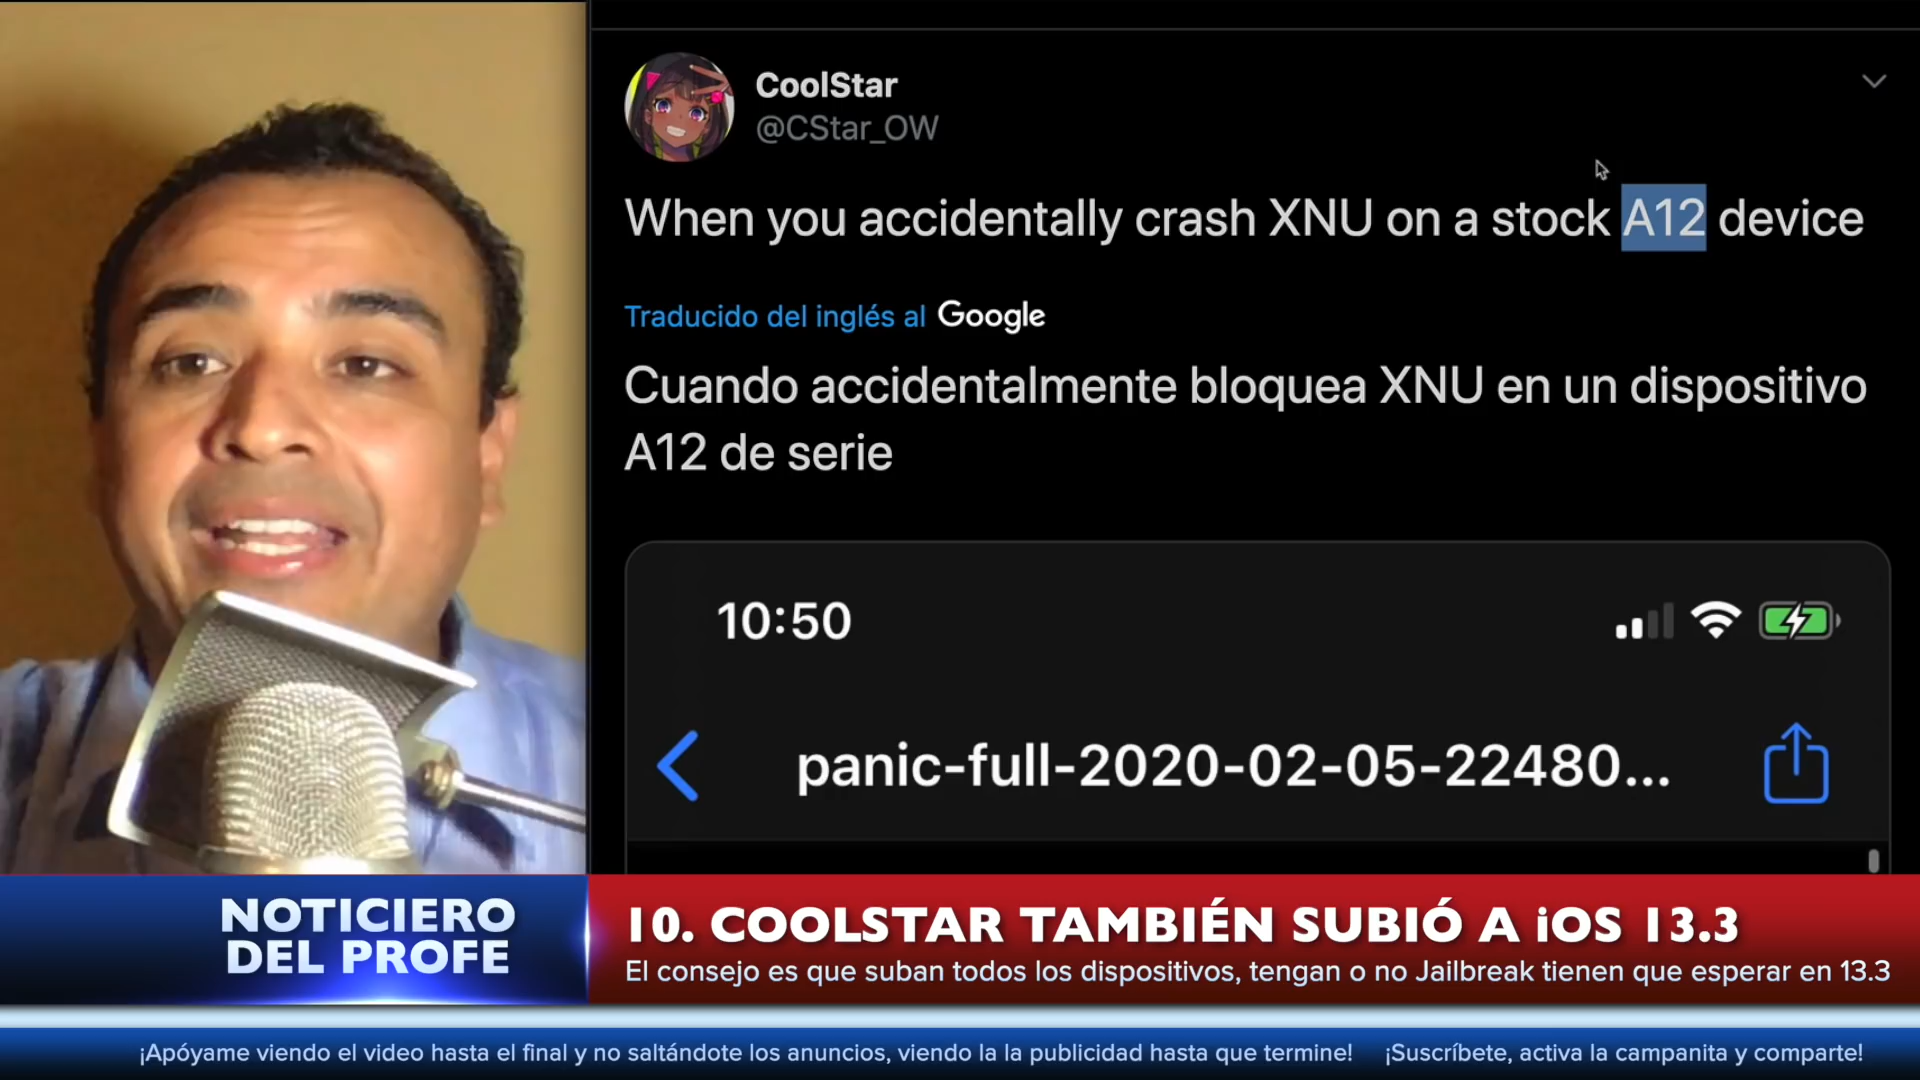 CoolStar
@CStar_OW
When you accidentally crash XNU on a stock A12 device
Traducido del inglés al Google
Cuando accidentalmente bloquea XNU en un dispositivo
A12 de serie
10:50
panic-full-2020-02-05-22480...
NOTICIERO
DEL PROFE
10. COOLSTAR TAMBIÉN SUBIÓ A iOS 13.3
El consejo es que suban todos los dispositivos, tengan o no Jailbreak tienen que esperar en 13.3
¡Apóyame viendo el video hasta el final y no saltándote los anuncios, viendo la la publicidad hasta que termine! ¡Suscríbete, activa la campanita y comparte!